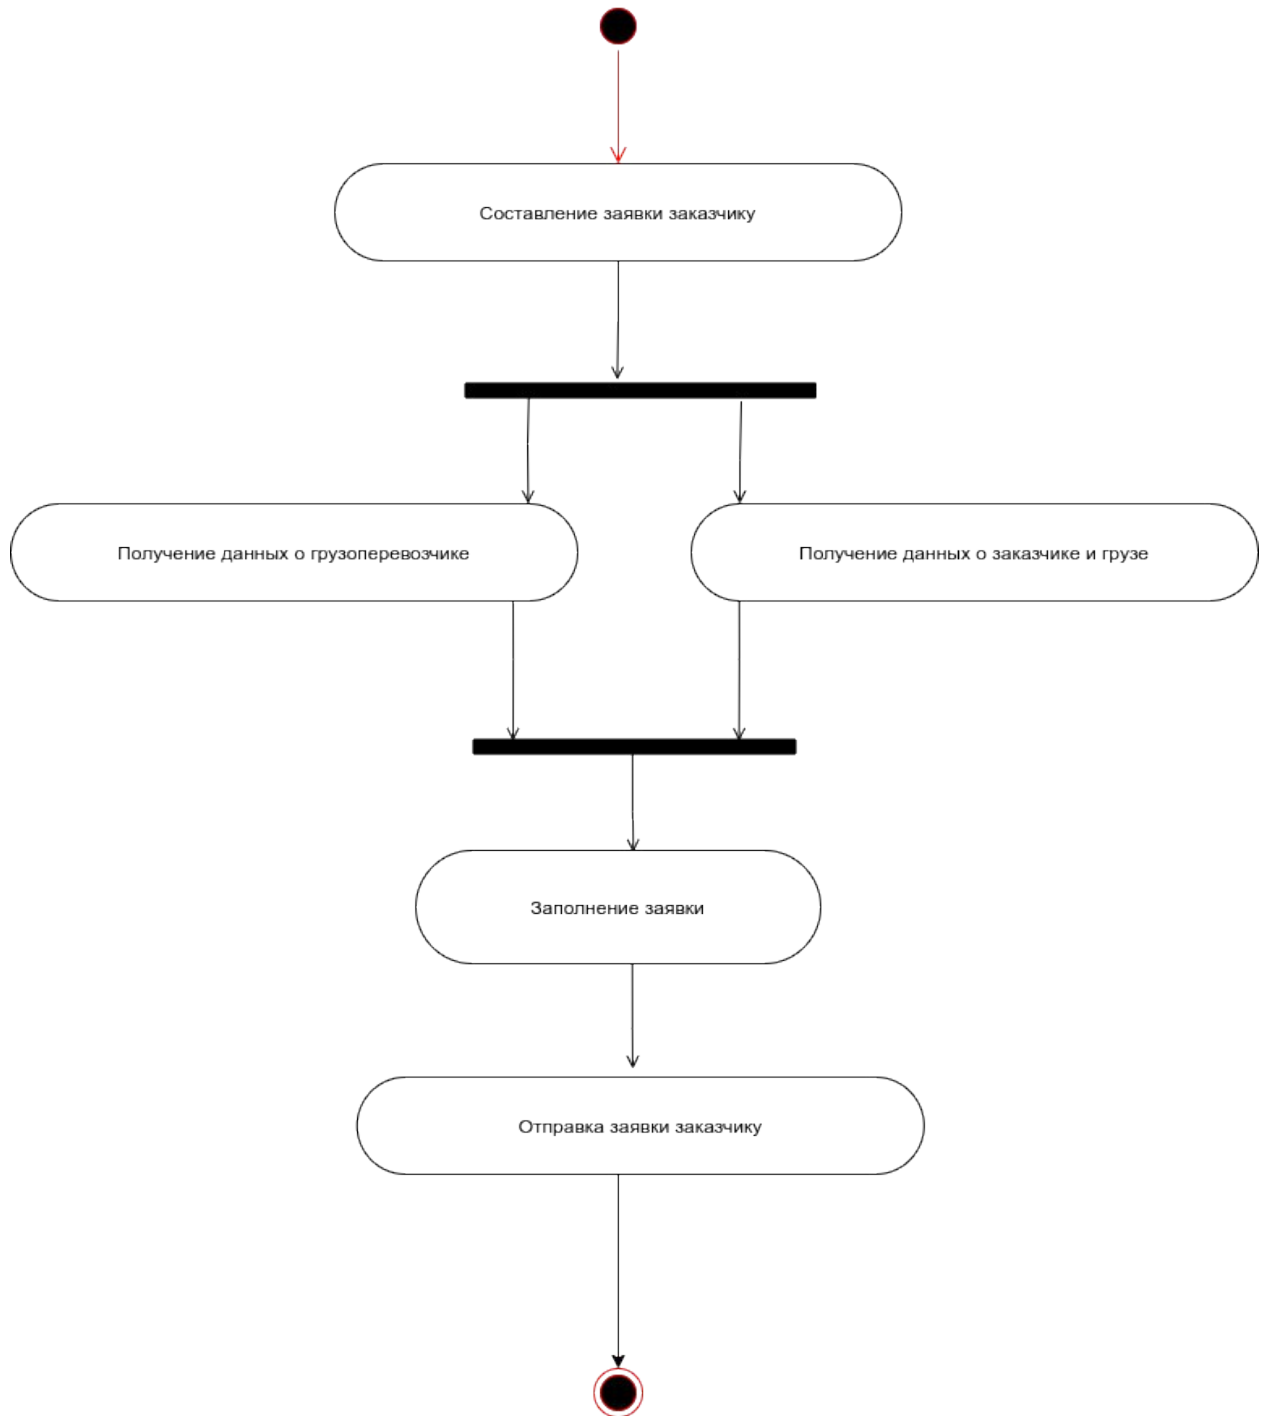 Составление заявки заказчику
Получение данных о грузоперевозчике
Получение данных о заказчике и грузе
Заполнение заявки
Отправка заявки заказчику